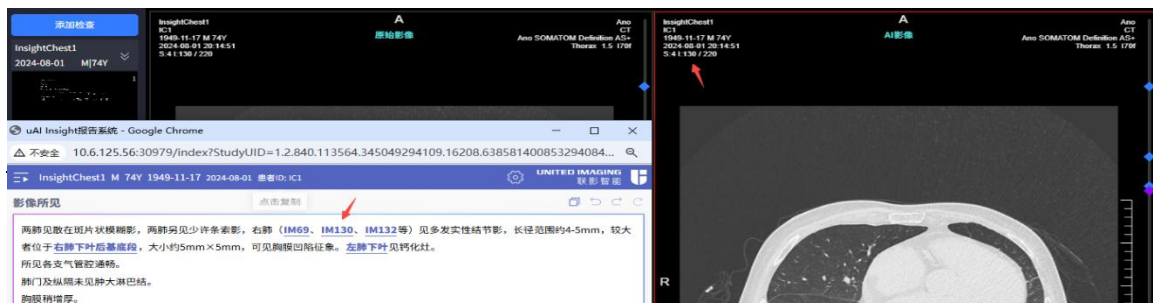 添加检查
InsightChest1
2024-08-01 M|74Y
1
InsightChest1
IC1
1949-11-17 M 74Y
2024-08-01 20:14:51
S:4 I:130 / 220
A
原始影像
Ano
CT
Ano SOMATOM Definition AS+
Thorax 1.5 I70f
InsightChest1
IC1
1949-11-17 M 74Y
2024-08-01 20:14:51
S:4 I:130 / 220
A
AI影像
Ano
CT
Ano SOMATOM Definition AS+
Thorax 1.5 I70f
R
uAI Insight报告系统 - Google Chrome
不安全 10.6.125.56:30979/index?StudyUID=1.2.840.113564.345049294109.16208.638581400853294084...
InsightChest1 M 74Y 1949-11-17 2024-08-01 患者ID: IC1
UNITED IMAGING
联影智能
影像所见
点击复制
两肺见散在斑片状模糊影，两肺另见少许条索影，右肺（IM69、IM130、IM132等）见多发实性结节影，长径范围约4-5mm，较大
者位于右肺下叶后基底段，大小约5mm×5mm，可见胸膜凹陷征象。左肺下叶见钙化灶。
所见各支气管腔通畅。
肺门及纵隔未见肿大淋巴结。
胸膜稍增厚。